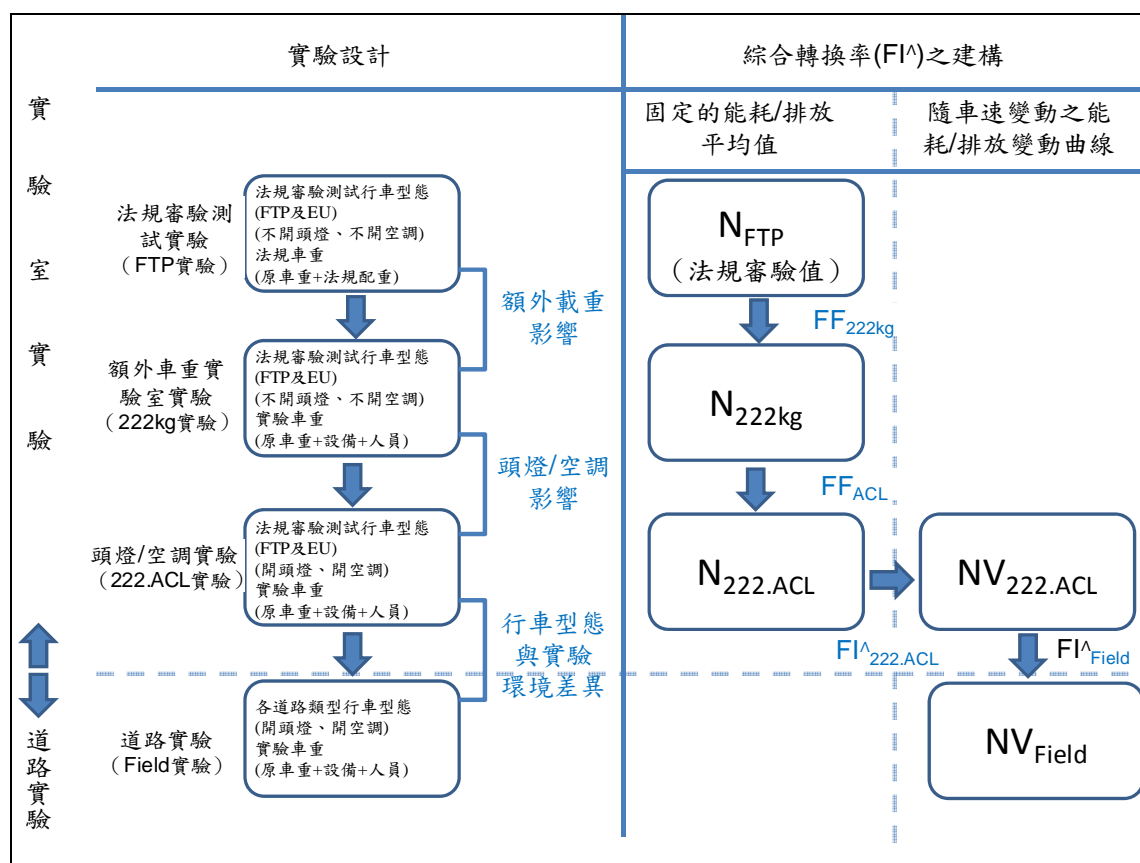 實驗設計
綜合轉換率(FI^)之建構
固定的能耗/排放
平均值
隨車速變動之能
耗/排放變動曲線
實
驗
室
實
驗
法規審驗測
試實驗
（FTP實驗）
法規審驗測試行車型態
(FTP及EU)
(不開頭燈、不開空調)
法規車重
(原車重+法規配重)
額外載重
影響
N_FTP
（法規審驗值）
FF_222kg
額外車重實
驗室實驗
（222kg實驗）
法規審驗測試行車型態
(FTP及EU)
(不開頭燈、不開空調)
實驗車重
(原車重+設備+人員)
頭燈/空調
影響
N_222kg
FF_ACL
頭燈/空調實驗
（222.ACL實驗）
法規審驗測試行車型態
(FTP及EU)
(開頭燈、開空調)
實驗車重
(原車重+設備+人員)
行車型態
與實驗
環境差異
N_222.ACL
FI^_222.ACL
NV_222.ACL
FI^_Field
道
路
實
驗
道路實驗
（Field實驗）
各道路類型行車型態
(開頭燈、開空調)
實驗車重
(原車重+設備+人員)
NV_Field